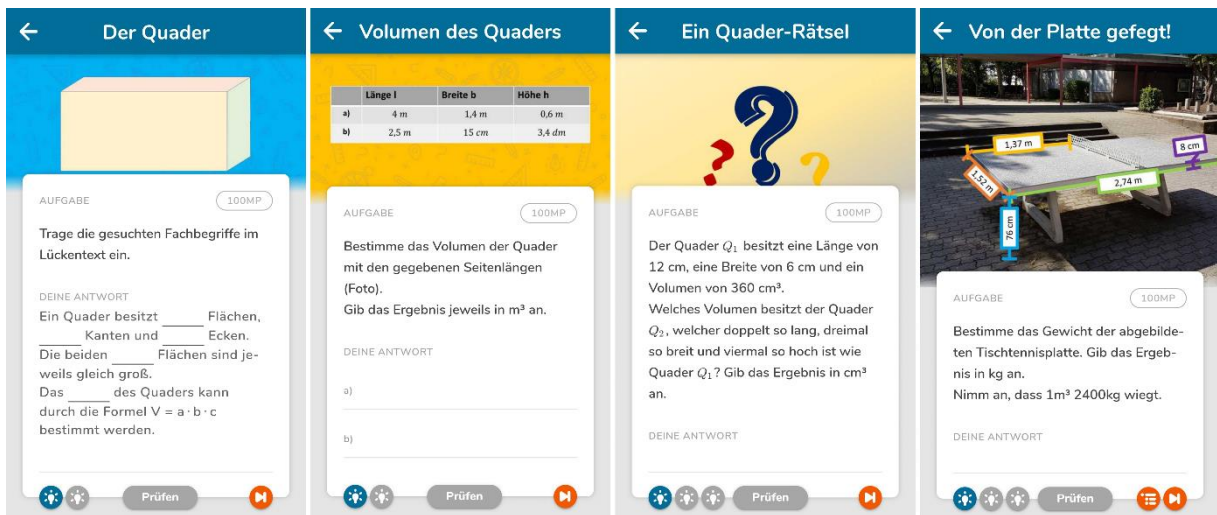 Der Quader
AUFGABE
100MP
Trage die gesuchten Fachbegriffe im
Lückentext ein.
DEINE ANTWORT
Ein Quader besitzt _____ Flächen,
_____ Kanten und _____ Ecken.
Die beiden _____ Flächen sind je-
weils gleich groß.
Das _____ des Quaders kann
durch die Formel V = a · b · c
bestimmt werden.
Prüfen
Volumen des Quaders
Länge l Breite b Höhe h
a) 4 m 1,4 m 0,6 m
b) 2,5 m 15 cm 3,4 dm
AUFGABE
100MP
Bestimme das Volumen der Quader
mit den gegebenen Seitenlängen
(Foto).
Gib das Ergebnis jeweils in m³ an.
DEINE ANTWORT
a)
b)
Prüfen
Ein Quader-Rätsel
???
AUFGABE
100MP
Der Quader Q₁ besitzt eine Länge von
12 cm, eine Breite von 6 cm und ein
Volumen von 360 cm³.
Welches Volumen besitzt der Quader
Q₂, welcher doppelt so lang, dreimal
so breit und viermal so hoch ist wie
Quader Q₁? Gib das Ergebnis in cm³
an.
DEINE ANTWORT
Prüfen
Von der Platte gefegt!
1,37 m
8 cm
1,52 m
2,74 m
76 cm
AUFGABE
100MP
Bestimme das Gewicht der abgebilde-
ten Tischtennisplatte. Gib das Ergeb-
nis in kg an.
Nimm an, dass 1m³ 2400kg wiegt.
DEINE ANTWORT
Prüfen